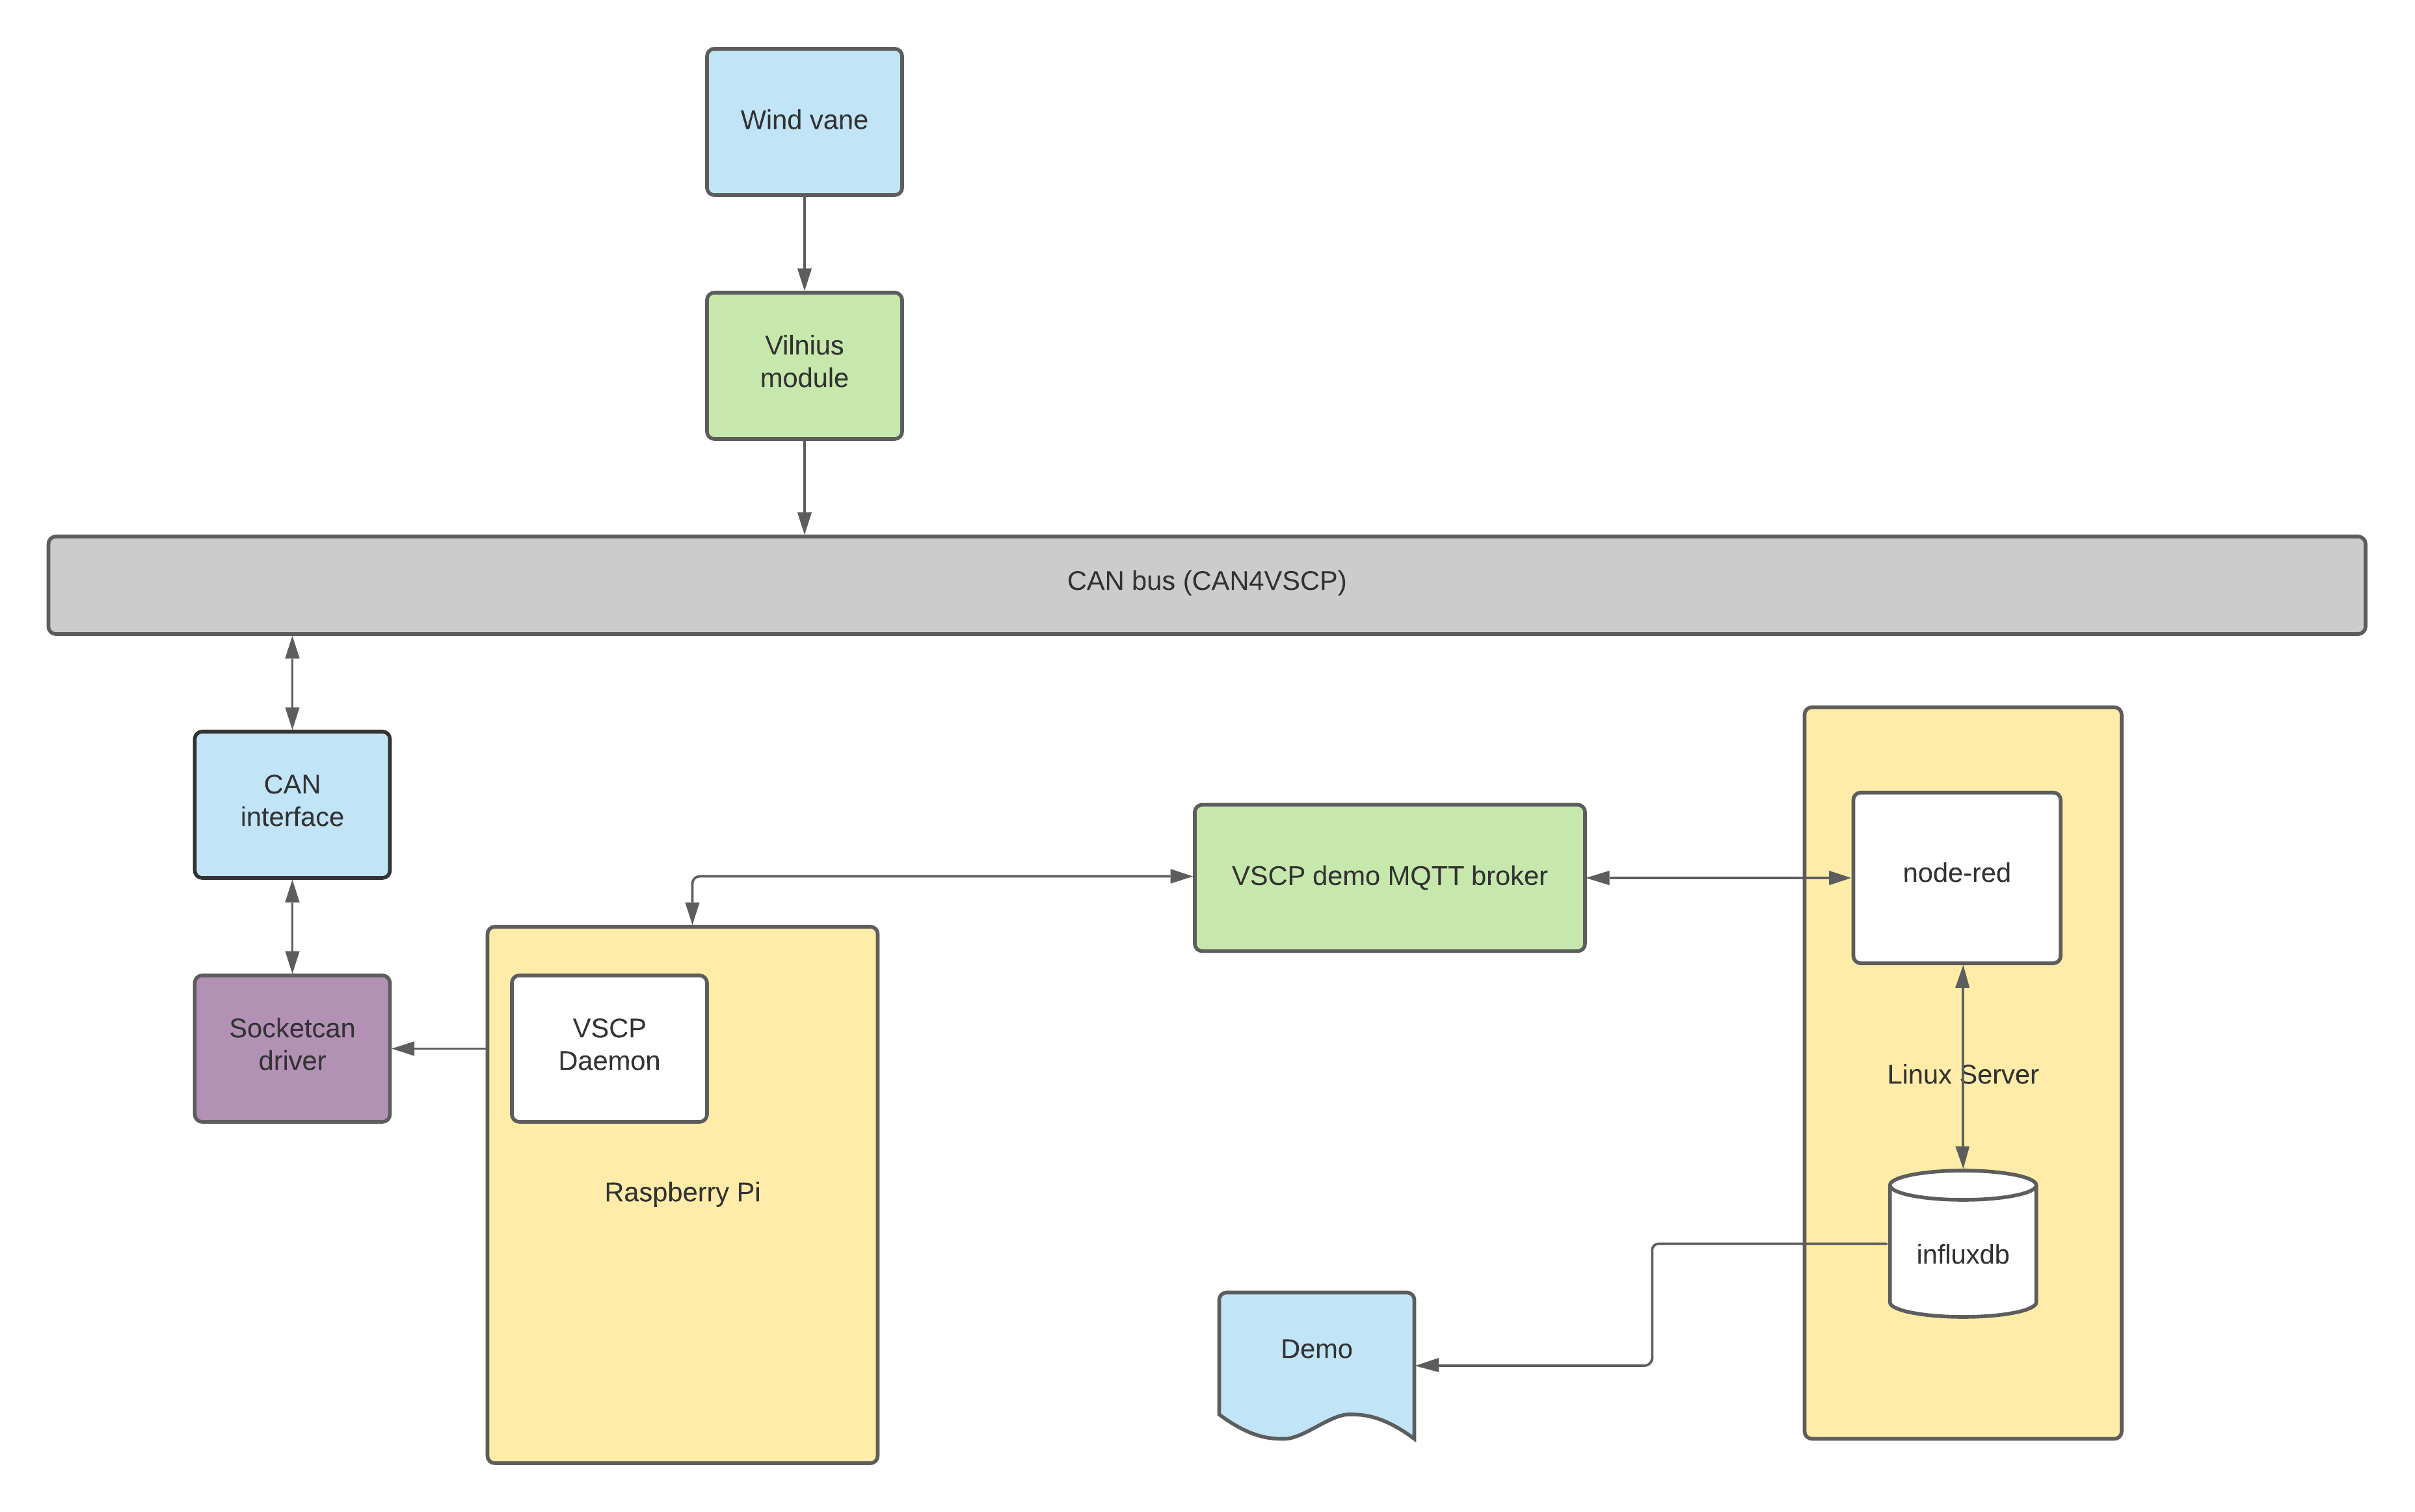 Wind vane
Vilnius
module
CAN bus (CAN4VSCP)
CAN
interface
VSCP demo MQTT broker
node-red
Socketcan
driver
VSCP
Daemon
Linux Server
Raspberry Pi
influxdb
Demo